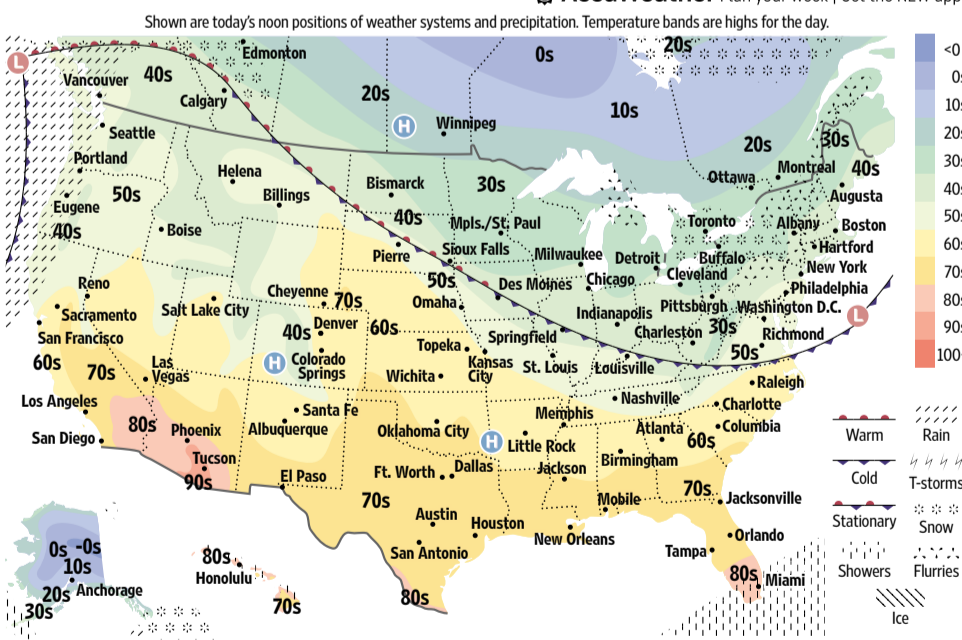 Shown are today's noon positions of weather systems and precipitation. Temperature bands are highs for the day.
L
Edmonton
20s
0s
40s
Vancouver
Calgary
20s
10s
H
Winnipeg
Seattle
20s
30s
Portland
Montreal
40s
Helena
Ottawa
50s
Billings
Bismarck
30s
Augusta
Eugene
40s
Toronto
Albany
Boston
40s
Boise
Mpls./St. Paul
Hartford
Pierre
Sioux Falls
Milwaukee
Detroit
Buffalo
New York
Reno
50s
Chicago
Cleveland
Philadelphia
Cheyenne
70s
Omaha
Des Moines
Salt Lake City
Pittsburgh
Washington D.C.
Sacramento
Indianapolis
L
San Francisco
40s
Denver
60s
Springfield
Charleston
30s
Richmond
60s
H
Colorado
Springs
Topeka
Kansas
City
St. Louis
Louisville
50s
70s
Las
Vegas
Wichita
Raleigh
Los Angeles
Santa Fe
Nashville
Charlotte
80s
Phoenix
Albuquerque
Oklahoma City
Memphis
Atlanta
Columbia
San Diego
H
Little Rock
60s
Tucson
Birmingham
90s
El Paso
Ft. Worth
Dallas
Jackson
70s
Mobile
70s
Jacksonville
Austin
Houston
New Orleans
Orlando
San Antonio
Tampa
0s
-0s
80s
80s
Miami
10s
Honolulu
20s
Anchorage
30s
70s
80s
<0
0s
10s
20s
30s
40s
50s
60s
70s
80s
90s
100
Warm
Rain
Cold
T-storms
Stationary
Snow
Showers
Flurries
Ice